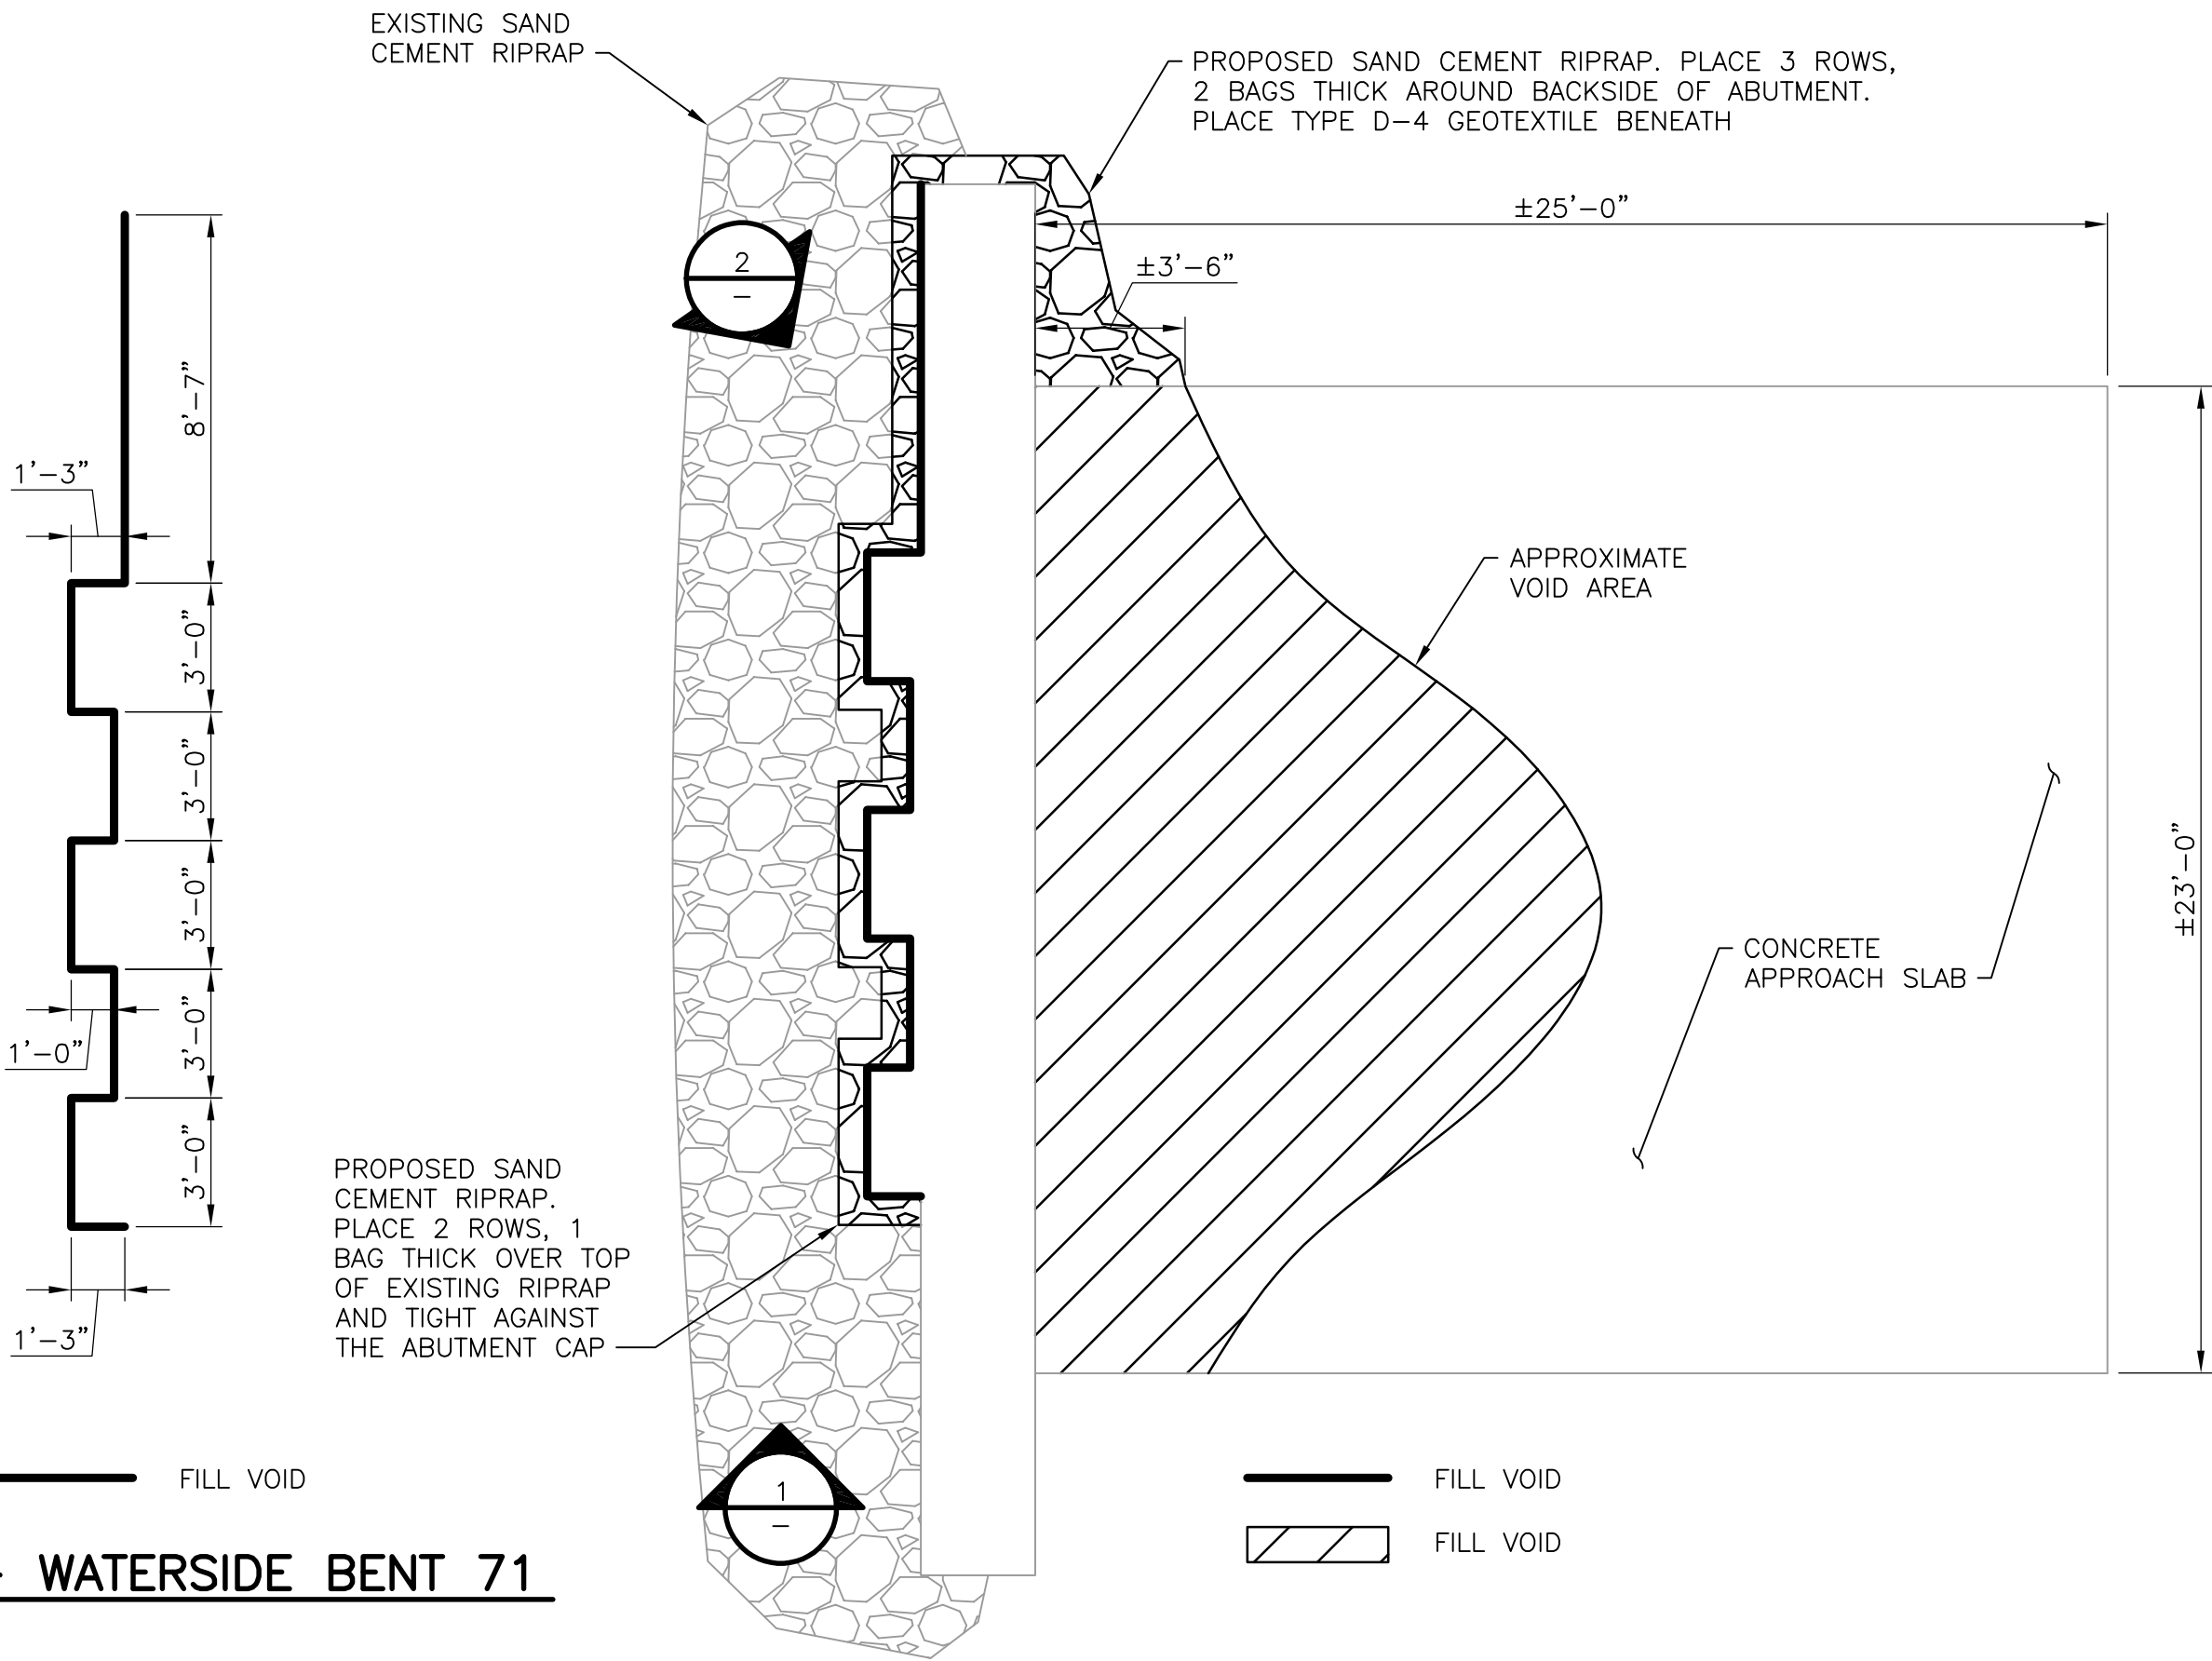 EXISTING SAND
CEMENT RIPRAP
PROPOSED SAND CEMENT RIPRAP. PLACE 3 ROWS,
2 BAGS THICK AROUND BACKSIDE OF ABUTMENT.
PLACE TYPE D-4 GEOTEXTILE BENEATH
±25'-0"
±3'-6"
2
-
8'-7"
1'-3"
3'-0"
3'-0"
3'-0"
3'-0"
3'-0"
1'-0"
1'-3"
APPROXIMATE
VOID AREA
±23'-0"
CONCRETE
APPROACH SLAB
PROPOSED SAND
CEMENT RIPRAP.
PLACE 2 ROWS, 1
BAG THICK OVER TOP
OF EXISTING RIPRAP
AND TIGHT AGAINST
THE ABUTMENT CAP
1
-
FILL VOID
WATERSIDE BENT 71
FILL VOID
FILL VOID